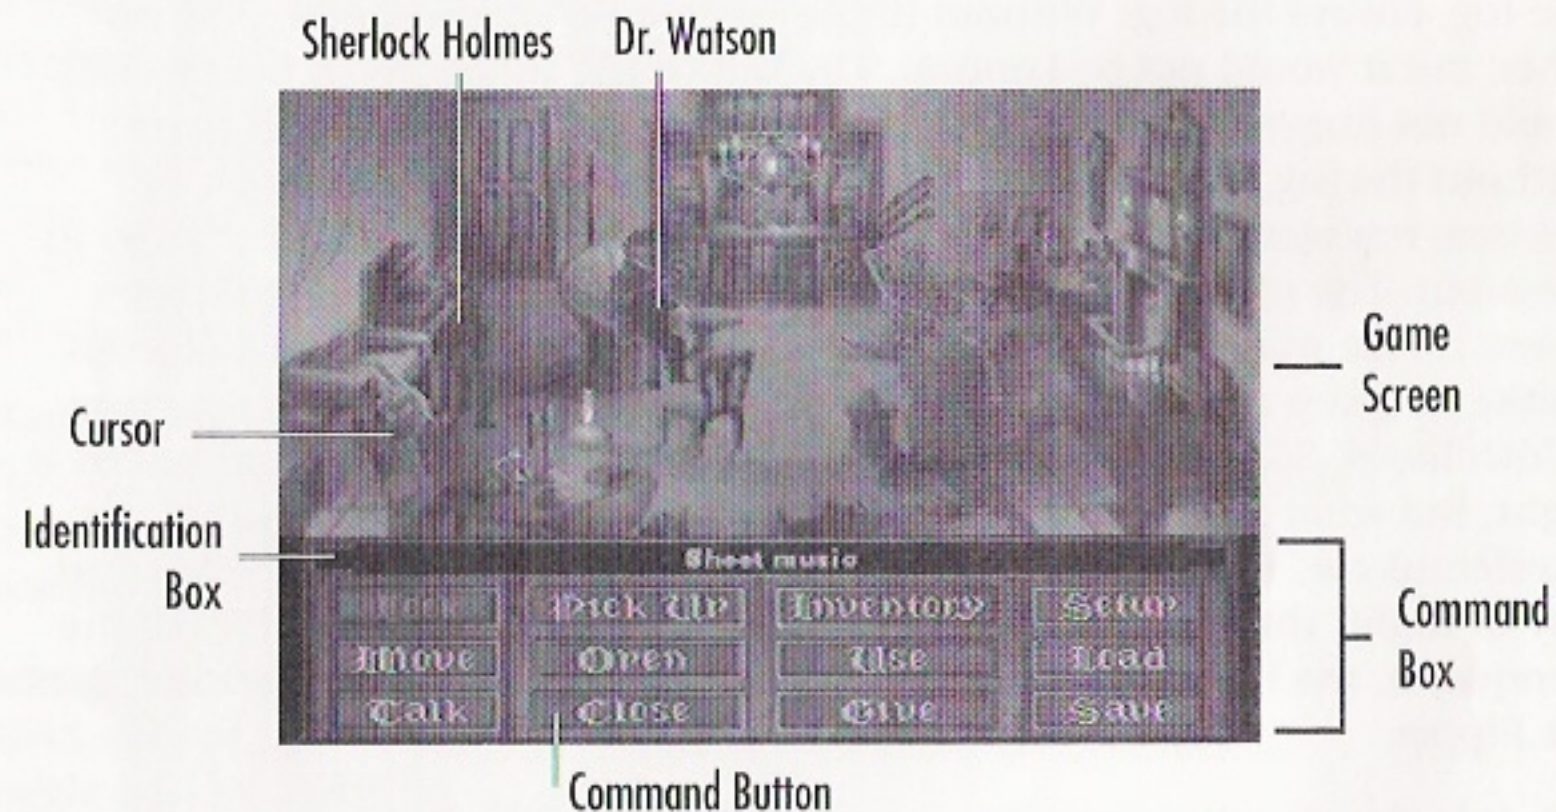 Sherlock Holmes
Dr. Watson
Game
Screen
Cursor
Identification
Box
Sheet music
Look Pick Up Inventory Setup
Move Open Use Load
Talk Close Give Save
Command
Box
Command Button